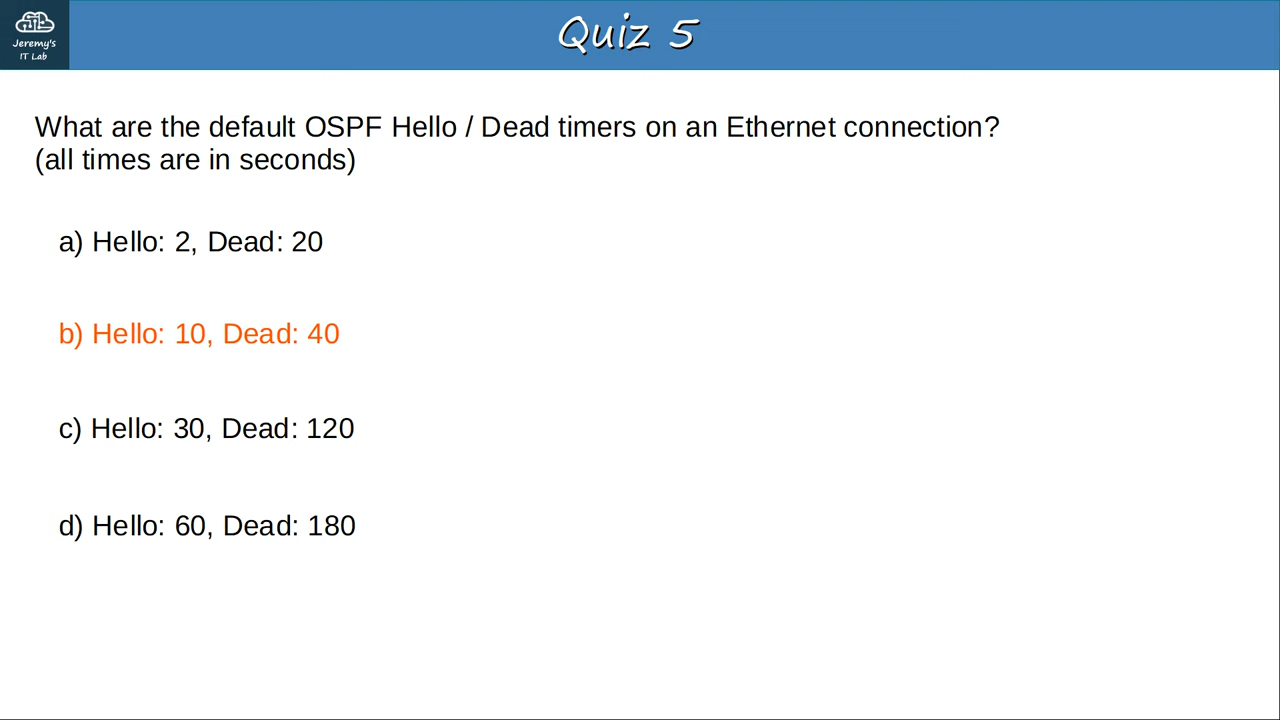 Jeremy's
IT Lab
Quiz 5
What are the default OSPF Hello / Dead timers on an Ethernet connection?
(all times are in seconds)
a) Hello: 2, Dead: 20
b) Hello: 10, Dead: 40
c) Hello: 30, Dead: 120
d) Hello: 60, Dead: 180